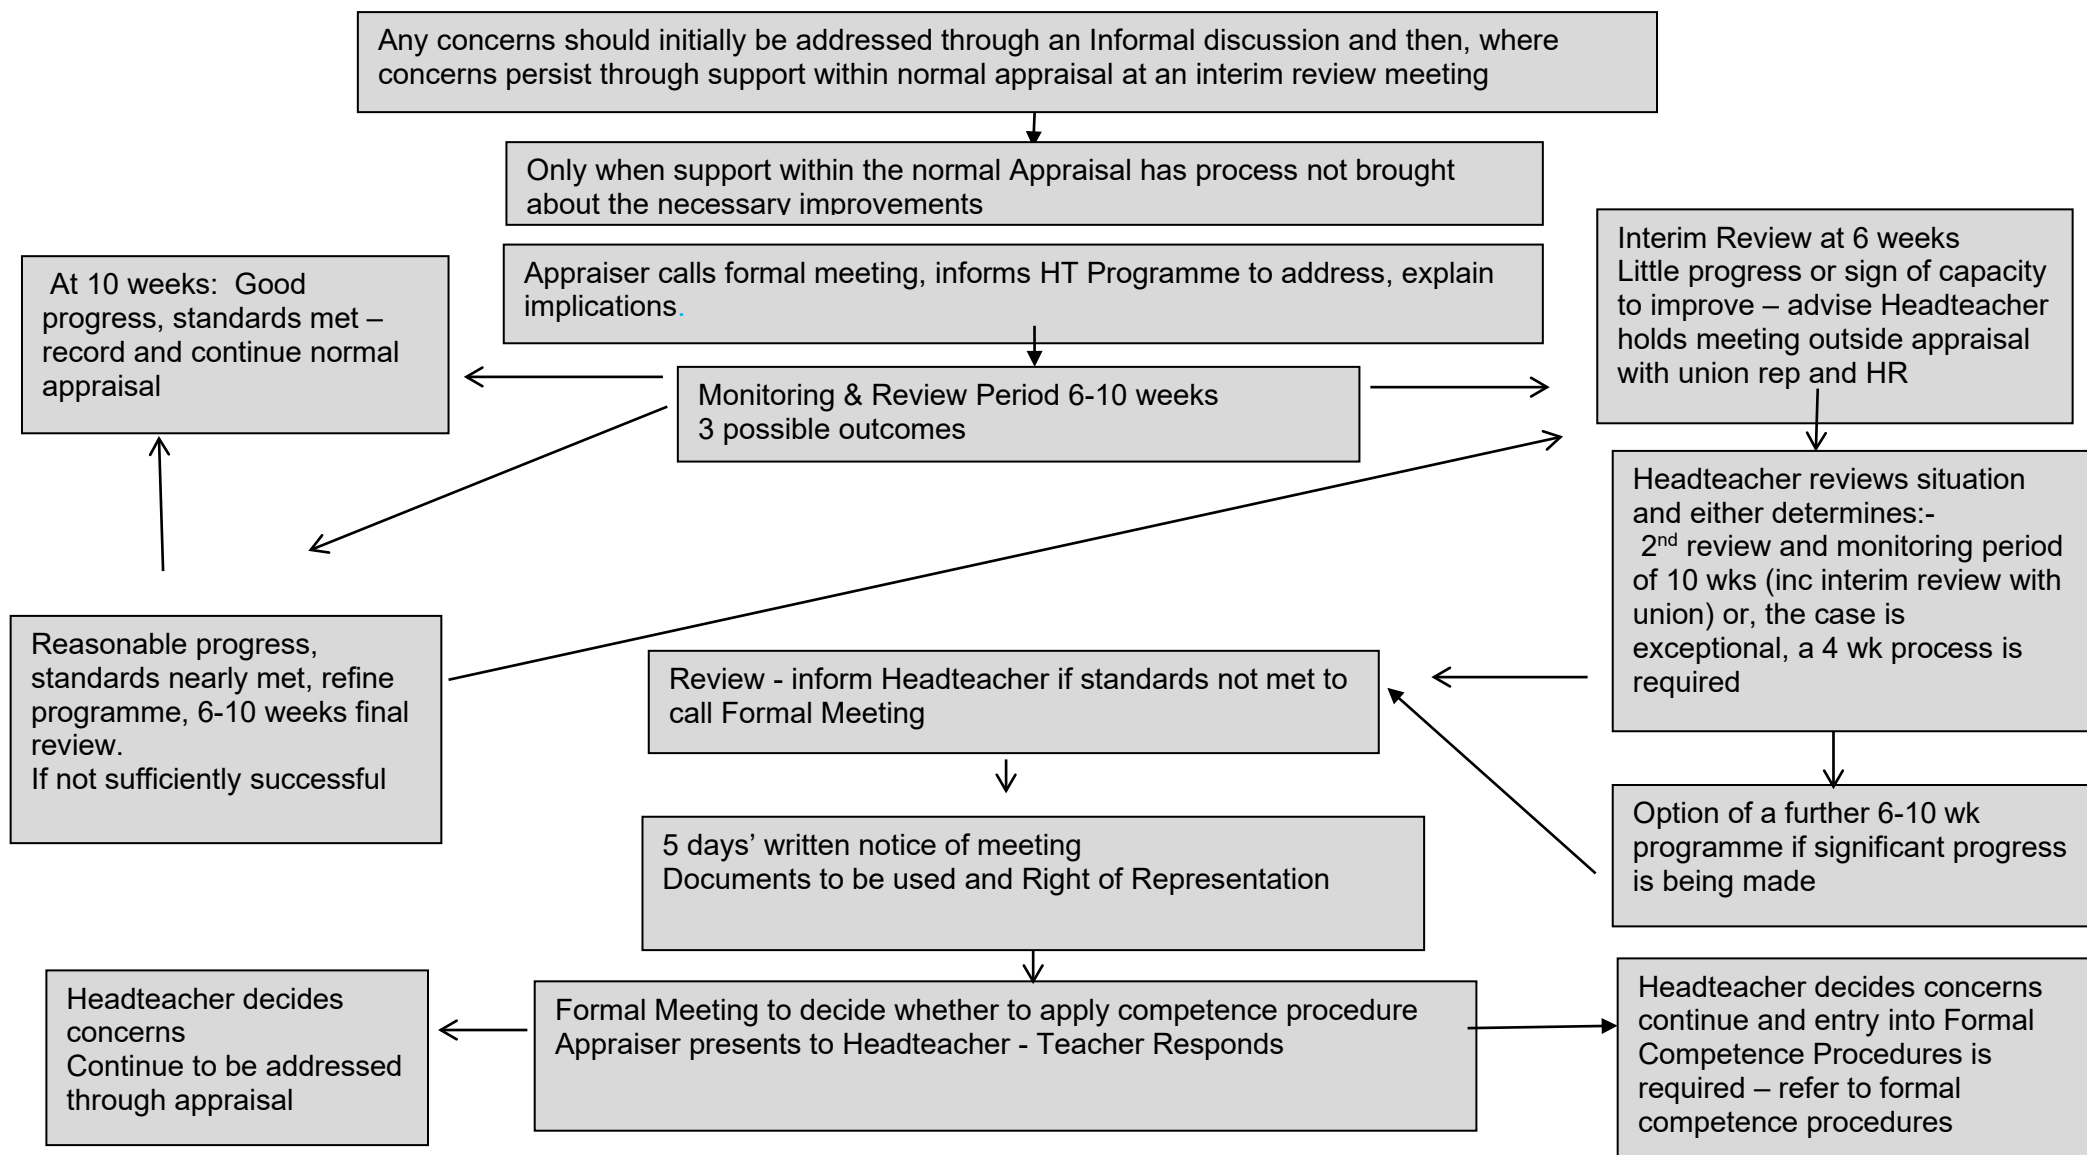 Any concerns should initially be addressed through an Informal discussion and then, where
concerns persist through support within normal appraisal at an interim review meeting
Only when support within the normal Appraisal has process not brought
about the necessary improvements
Appraiser calls formal meeting, informs HT Programme to address, explain
implications.
At 10 weeks:  Good
progress, standards met –
record and continue normal
appraisal
Monitoring & Review Period 6-10 weeks
3 possible outcomes
Interim Review at 6 weeks
Little progress or sign of capacity
to improve – advise Headteacher
holds meeting outside appraisal
with union rep and HR
Headteacher reviews situation
and either determines:-
2nd review and monitoring period
of 10 wks (inc interim review with
union) or, the case is
exceptional, a 4 wk process is
required
Reasonable progress,
standards nearly met, refine
programme, 6-10 weeks final
review.
If not sufficiently successful
Review - inform Headteacher if standards not met to
call Formal Meeting
Option of a further 6-10 wk
programme if significant progress
is being made
5 days’ written notice of meeting
Documents to be used and Right of Representation
Headteacher decides
concerns
Continue to be addressed
through appraisal
Formal Meeting to decide whether to apply competence procedure
Appraiser presents to Headteacher - Teacher Responds
Headteacher decides concerns
continue and entry into Formal
Competence Procedures is
required – refer to formal
competence procedures